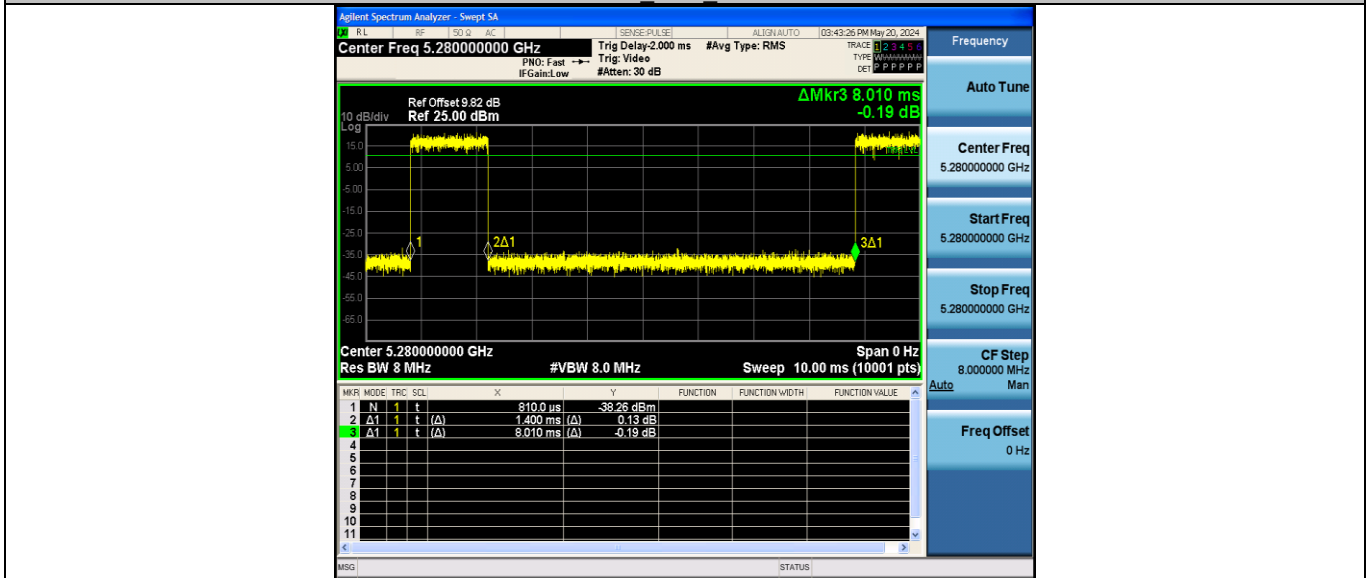 Agilent Spectrum Analyzer - Swept SA
RL RF 50 Ω AC SENSE:PULSE ALIGN AUTO 03:43:26 PM May 20, 2024
Center Freq 5.280000000 GHz Trig Delay-2.000 ms #Avg Type: RMS TRACE 1 2 3 4 5 6
PNO: Fast Trig: Video TYPE
IFGain:Low #Atten: 30 dB DET P P P P P P
Frequency
Auto Tune
Center Freq
5.280000000 GHz
Start Freq
5.280000000 GHz
Stop Freq
5.280000000 GHz
CF Step
8.000000 MHz
Auto Man
Freq Offset
0 Hz
ΔMkr3 8.010 ms
-0.19 dB
Ref Offset 9.82 dB
10 dB/div Ref 25.00 dBm
Log
15.0
5.00
-5.00
-15.0
-25.0
-35.0
-45.0
-55.0
-65.0
1
2Δ1
3Δ1
Center 5.280000000 GHz Span 0 Hz
Res BW 8 MHz #VBW 8.0 MHz Sweep 10.00 ms (10001 pts)
MKR MODE TRC SCL X Y FUNCTION FUNCTION WIDTH FUNCTION VALUE
1 N 1 t 810.0 us -38.26 dBm
2 Δ1 1 t (Δ) 1.400 ms (Δ) 0.13 dB
3 Δ1 1 t (Δ) 8.010 ms (Δ) -0.19 dB
4
5
6
7
8
9
10
11
MSG STATUS